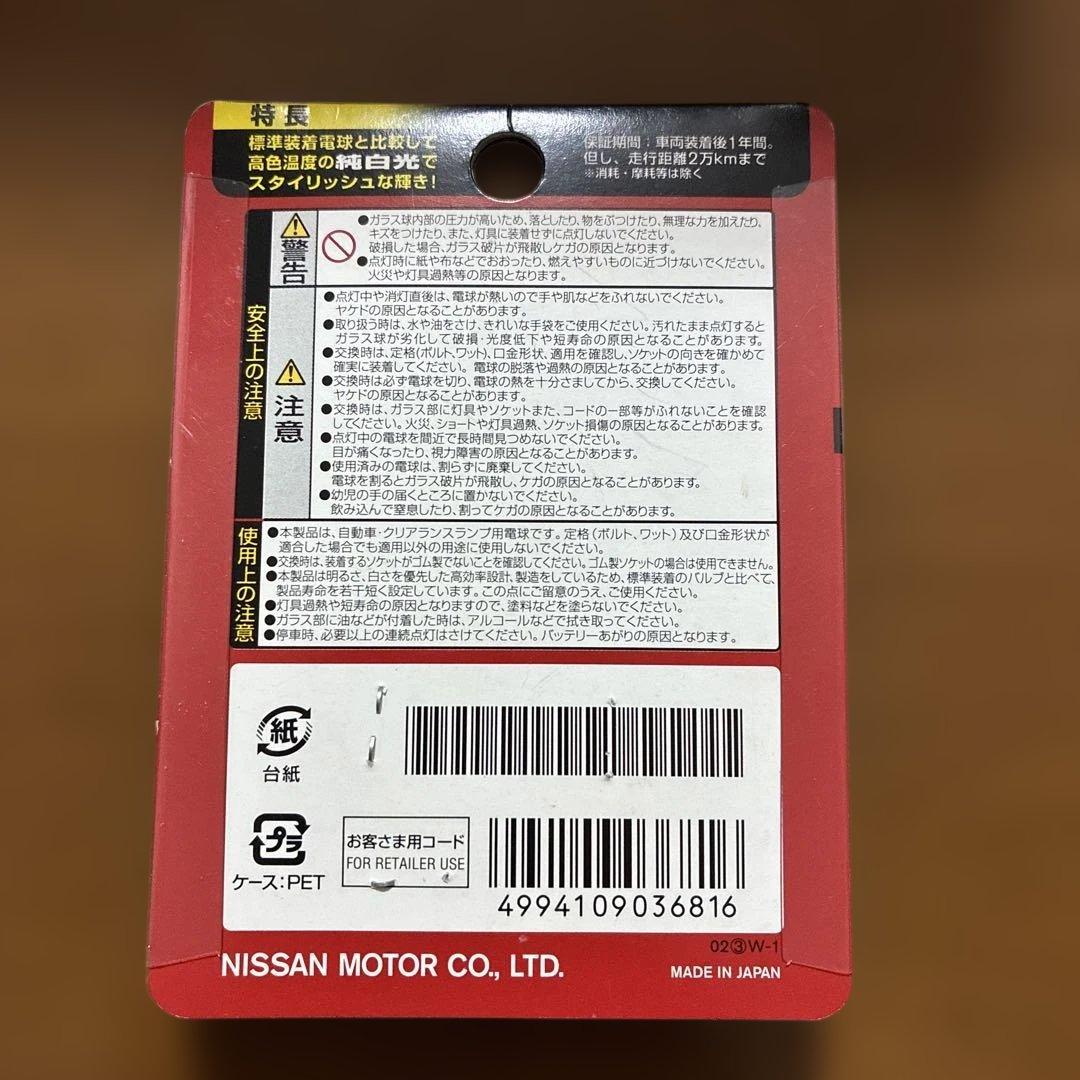 特長
標準装着電球と比較して
高色温度の純白光で
スタイリッシュな輝き!
保証期間:車両装着後1年間。
但し、走行距離2万kmまで
※消耗・摩耗等は除く
安全上の注意
警告
●ガラス球内部の圧力が高いため、落としたり、物をぶつけたり、無理な力を加えたり、
キズをつけたり、また、灯具に装着せずに点灯しないでください。
破損した場合、ガラス破片が飛散しケガの原因となります。
●点灯時に紙や布などでおおったり、燃えやすいものに近づけないでください。
火災や灯具過熱等の原因となります。
注意
●点灯中や消灯直後は、電球が熱いので手や肌などをふれないでください。
ヤケドの原因となることがあります。
●取り扱う時は、水や油をさけ、きれいな手袋をご使用ください。汚れたまま点灯すると
ガラス球が劣化して破損・光度低下や短寿命の原因となることがあります。
●交換時は、定格(ボルト、ワット)、口金形状、適用を確認し、ソケットの向きを確かめて
確実に装着してください。電球の脱落や過熱の原因となることがあります。
●交換時は必ず電球を切り、電球の熱を十分さましてから、交換してください。
ヤケドの原因となることがあります。
●交換時は、ガラス部に灯具やソケットまた、コードの一部等がふれないことを確認
してください。火災、ショートや灯具過熱、ソケット損傷の原因となることがあります。
●点灯中の電球を間近で長時間見つめないでください。
目が痛くなったり、視力障害の原因となることがあります。
●使用済みの電球は、割らずに廃棄してください。
電球を割るとガラス破片が飛散し、ケガの原因となることがあります。
●幼児の手の届くところに置かないでください。
飲み込んで窒息したり、割ってケガの原因となることがあります。
使用上の注意
●本製品は、自動車・クリアランスランプ用電球です。定格(ボルト、ワット)及び口金形状が
適合した場合でも適用以外の用途に使用しないでください。
●交換時は、装着するソケットがゴム製でないことを確認してください。ゴム製ソケットの場合は使用できません。
●本製品は明るさ、白さを優先した高効率設計、製造をしているため、標準装着のバルブと比べて、
製品寿命を若干短く設定しています。この点にご留意のうえ、ご使用ください。
●灯具過熱や短寿命の原因となりますので、塗料などを塗らないでください。
●ガラス部に油などが付着した時は、アルコールなどで拭き取ってください。
●停車時、必要以上の連続点灯はさけてください。バッテリーあがりの原因となります。
紙
台紙
プラ
ケース:PET
お客さま用コード
FOR RETAILER USE
4994109036816
02③W-1
NISSAN MOTOR CO., LTD.
MADE IN JAPAN